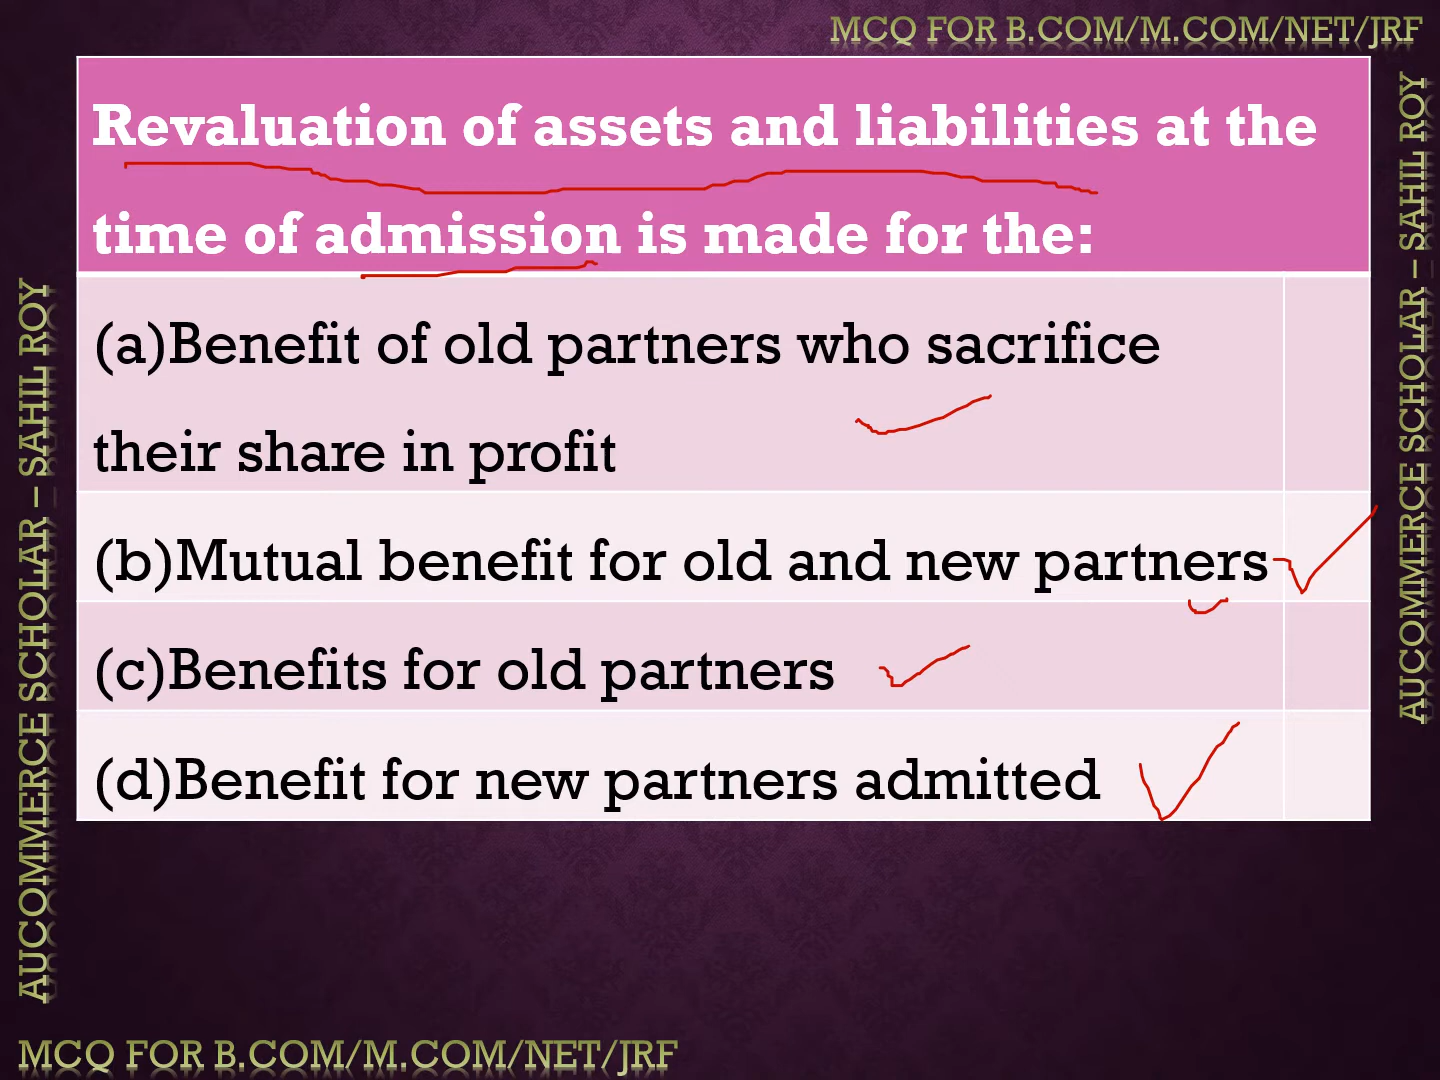 MCQ FOR B.COM/M.COM/NET/JRF
Revaluation of assets and liabilities at the
time of admission is made for the:
(a)Benefit of old partners who sacrifice
their share in profit
(b)Mutual benefit for old and new partners
(c)Benefits for old partners
(d)Benefit for new partners admitted
AUCOMMERCE SCHOLAR – SAHIL ROY
AUCOMMERCE SCHOLAR – SAHIL ROY
MCQ FOR B.COM/M.COM/NET/JRF